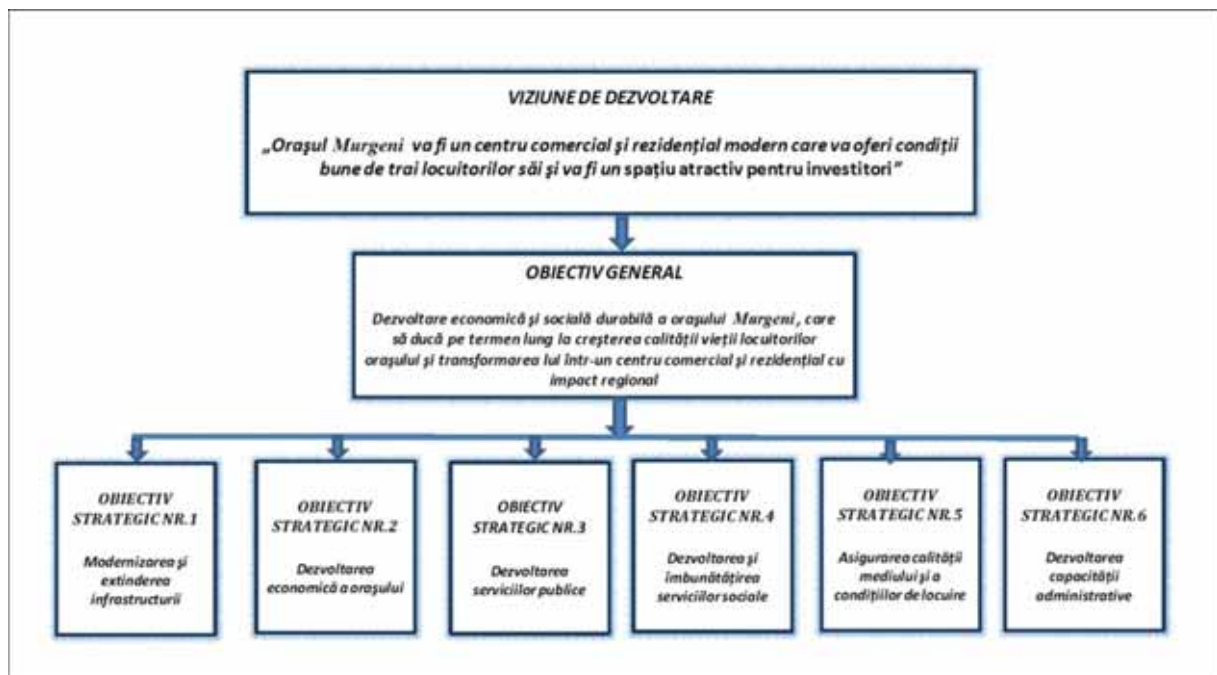 VIZIUNE DE DEZVOLTARE
„Oraşul Murgeni va fi un centru comercial şi rezidenţial modern care va oferi condiţii
bune de trai locuitorilor săi şi va fi un spaţiu atractiv pentru investitori”
OBIECTIV GENERAL
Dezvoltare economică şi socială durabilă a oraşului Murgeni, care
să ducă pe termen lung la creşterea calităţii vieţii locuitorilor
oraşului şi transformarea lui într-un centru comercial şi rezidenţial cu
impact regional
OBIECTIV
STRATEGIC NR.1
Modernizarea şi
extinderea
infrastructurii
OBIECTIV
STRATEGIC NR.2
Dezvoltarea
economică a oraşului
OBIECTIV
STRATEGIC NR.3
Dezvoltarea
serviciilor publice
OBIECTIV
STRATEGIC NR.4
Dezvoltarea şi
îmbunătăţirea
serviciilor sociale
OBIECTIV
STRATEGIC NR.5
Asigurarea calităţii
mediului şi a
condiţiilor de locuire
OBIECTIV
STRATEGIC NR.6
Dezvoltarea
capacităţii
administrative